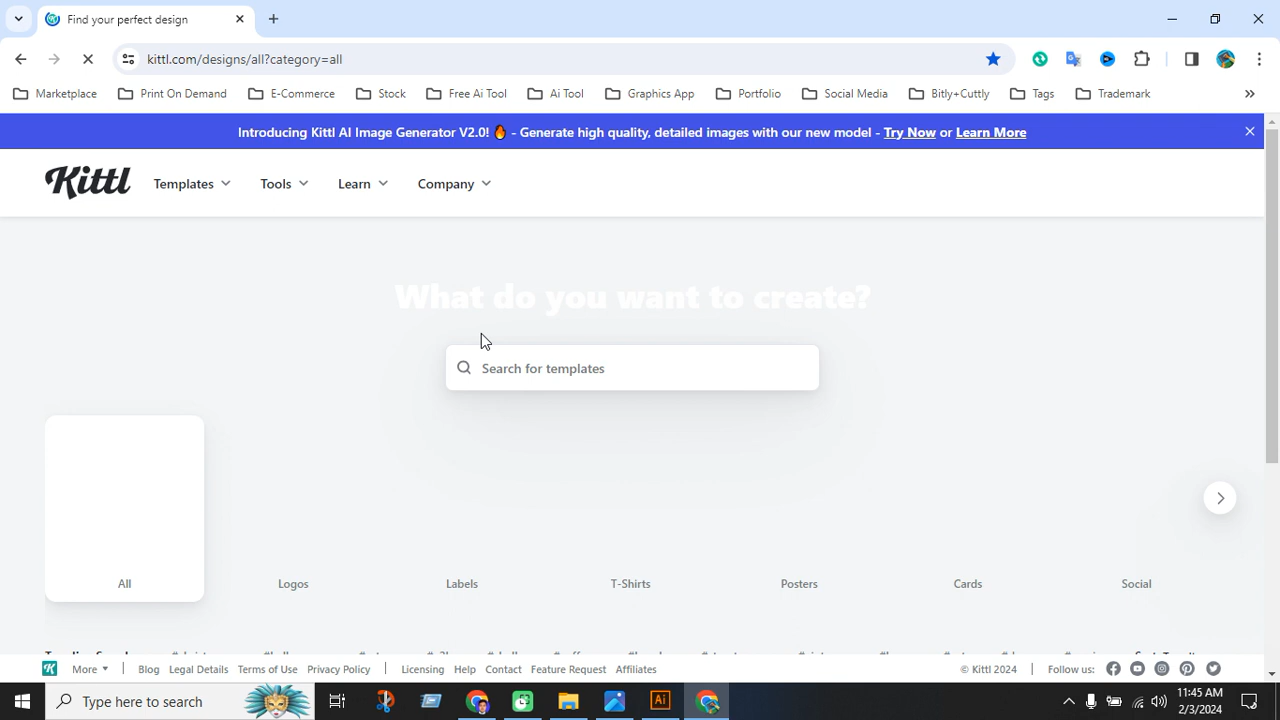 Find your perfect design
kittl.com/designs/all?category=all
Marketplace Print On Demand E-Commerce Stock Free Ai Tool Ai Tool Graphics App Portfolio Social Media Bitly+Cuttly Tags Trademark
Introducing Kittl AI Image Generator V2.0! 🔥 - Generate high quality, detailed images with our new model - Try Now or Learn More
Kittl Templates Tools Learn Company
What do you want to create?
Search for templates
All Logos Labels T-Shirts Posters Cards Social
More Blog Legal Details Terms of Use Privacy Policy Licensing Help Contact Feature Request Affiliates © Kittl 2024 Follow us:
Type here to search
11:45 AM
2/3/2024